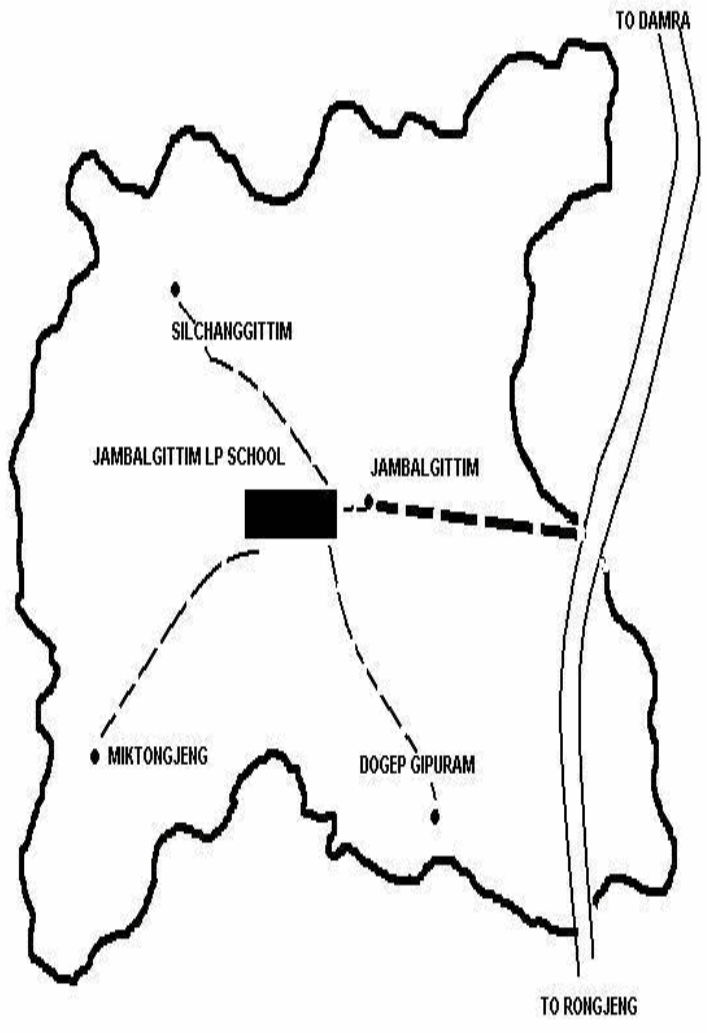 TO DAMRA
SILCHANGGITTIM
JAMBALGITTIM LP SCHOOL
JAMBALGITTIM
MIKTONGJENG
DOGEP GIPURAM
TO RONGJENG